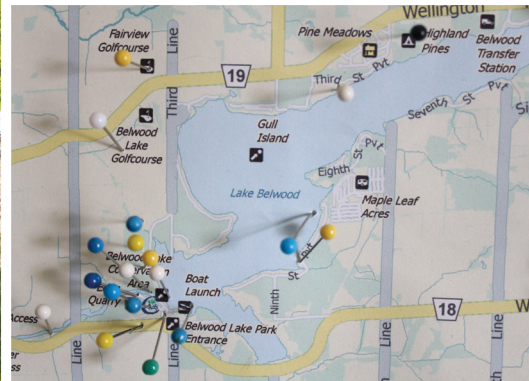 Wellington
Fairview
Golfcourse
Line
Pine Meadows
Highland
Pines
Belwood
Transfer
Station
19
Third
St
Pvt
Third
Seventh
St
Pvt
Belwood
Lake
Golfcourse
Gull
Island
Eighth
St
Pvt
Lake Belwood
Maple Leaf
Acres
Belwood Lake
Conservation
Area
Quarry
Boat
Launch
St
Ninth
18
W
Access
Belwood Lake Park
Entrance
Line
Line
Line
Line